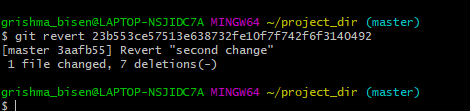 grishma_bisen@LAPTOP-NSJIDC7A MINGW64 ~/project_dir (master)
$ git revert 23b553ce57513e638732fe10f7f742f6f3140492
[master 3aafb55] Revert "second change"
 1 file changed, 7 deletions(-)
grishma_bisen@LAPTOP-NSJIDC7A MINGW64 ~/project_dir (master)
$